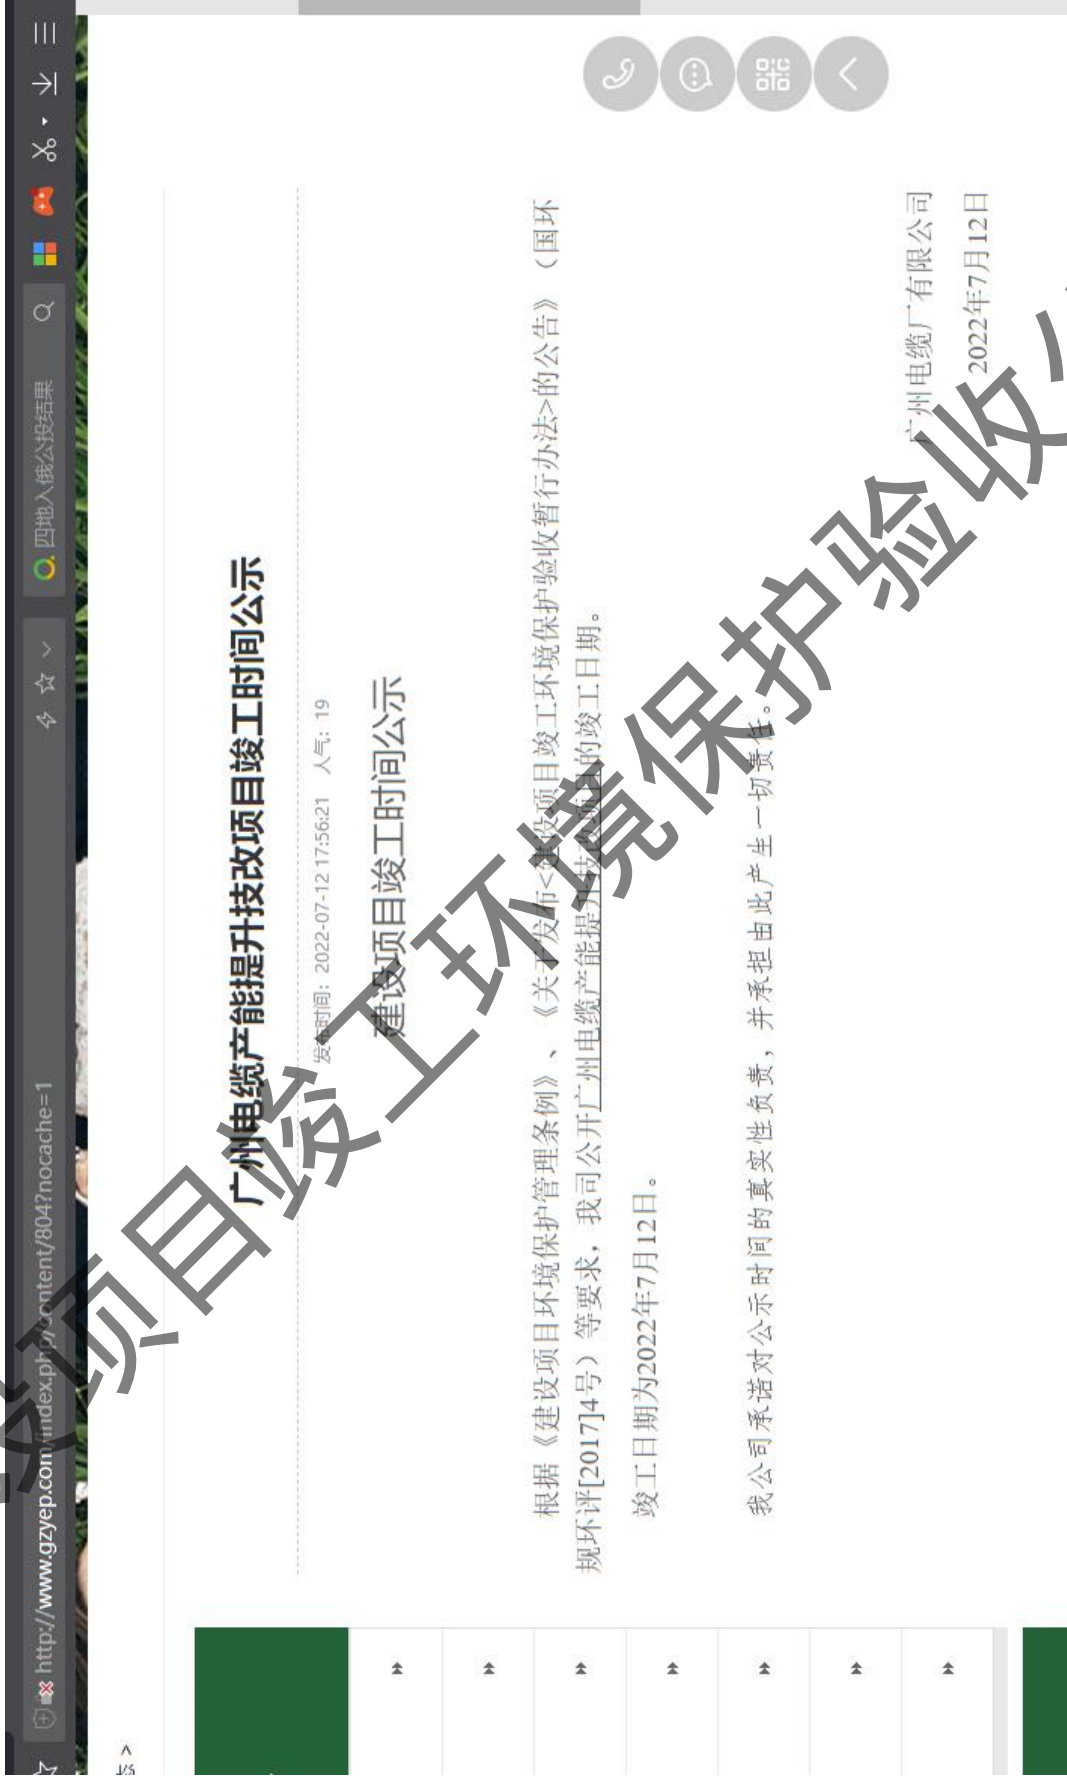 http://www.gzyep.com/index.php/content/804?nocache=1
四地入俄公投结果
广州电缆产能提升技改项目竣工时间公示
发布时间：2022-07-12 17:56:21 人气：19
建设项目竣工时间公示
根据《建设项目环境保护管理条例》、《关于发布<建设项目竣工环境保护验收暂行办法>的公告》（国环
规环评[2017]4号）等要求，我司公开广州电缆产能提升技改项目的竣工日期。
竣工日期为2022年7月12日。
我公司承诺对公示时间的真实性负责，并承担由此产生一切责任。
广州电缆厂有限公司
2022年7月12日
项目竣工环境保护验收